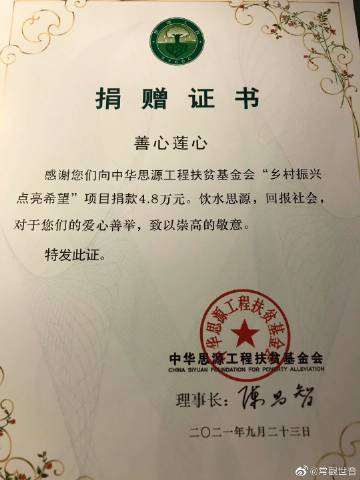 捐赠证书
善心莲心
感谢您们向中华思源工程扶贫基金会“乡村振兴
点亮希望”项目捐款4.8万元。饮水思源，回报社会，
对于您们的爱心善举，致以崇高的敬意。
特发此证。
中华思源工程扶贫基金会
中华思源工程扶贫基金会
CHINA SIYUAN FOUNDATION FOR POVERTY ALLEVIATION
理事长：陈昌智
二〇二一年九月二十三日
@常觀世音